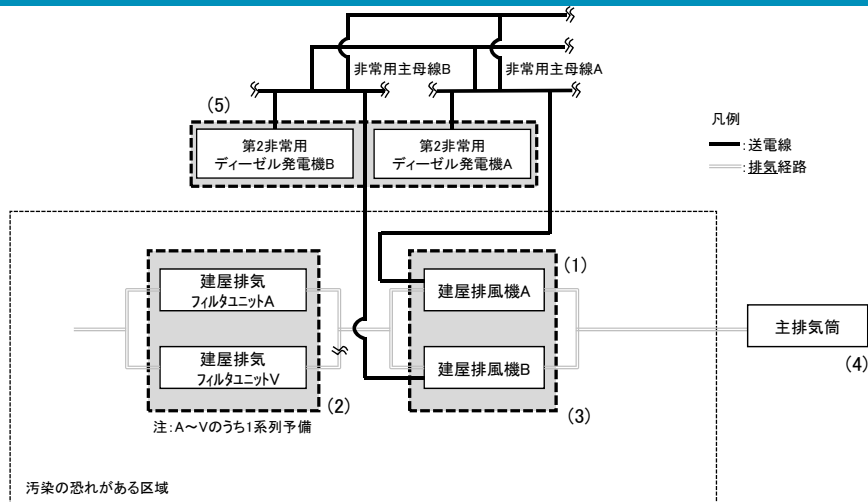 非常用主母線B
非常用主母線A
(5)
第2非常用
ディーゼル発電機B
第2非常用
ディーゼル発電機A
凡例
:送電線
:排気経路
(1)
建屋排気
フィルタユニットA
建屋排風機A
主排気筒
(4)
建屋排気
フィルタユニットV
建屋排風機B
(2)
(3)
注:A～Vのうち1系列予備
汚染の恐れがある区域